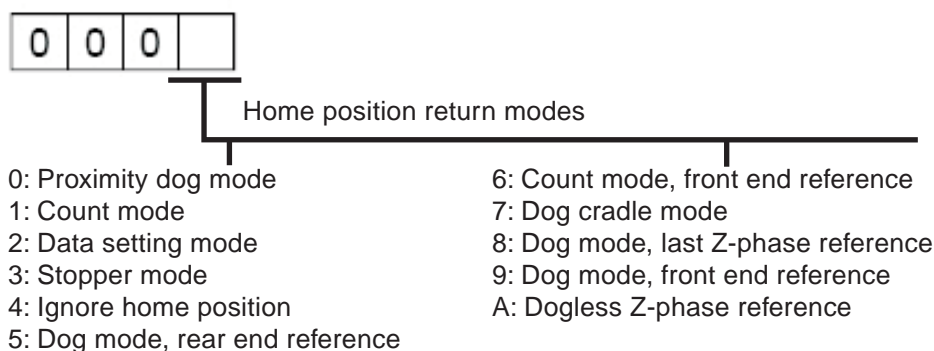 0 0 0
Home position return modes
0: Proximity dog mode
1: Count mode
2: Data setting mode
3: Stopper mode
4: Ignore home position
5: Dog mode, rear end reference
6: Count mode, front end reference
7: Dog cradle mode
8: Dog mode, last Z-phase reference
9: Dog mode, front end reference
A: Dogless Z-phase reference